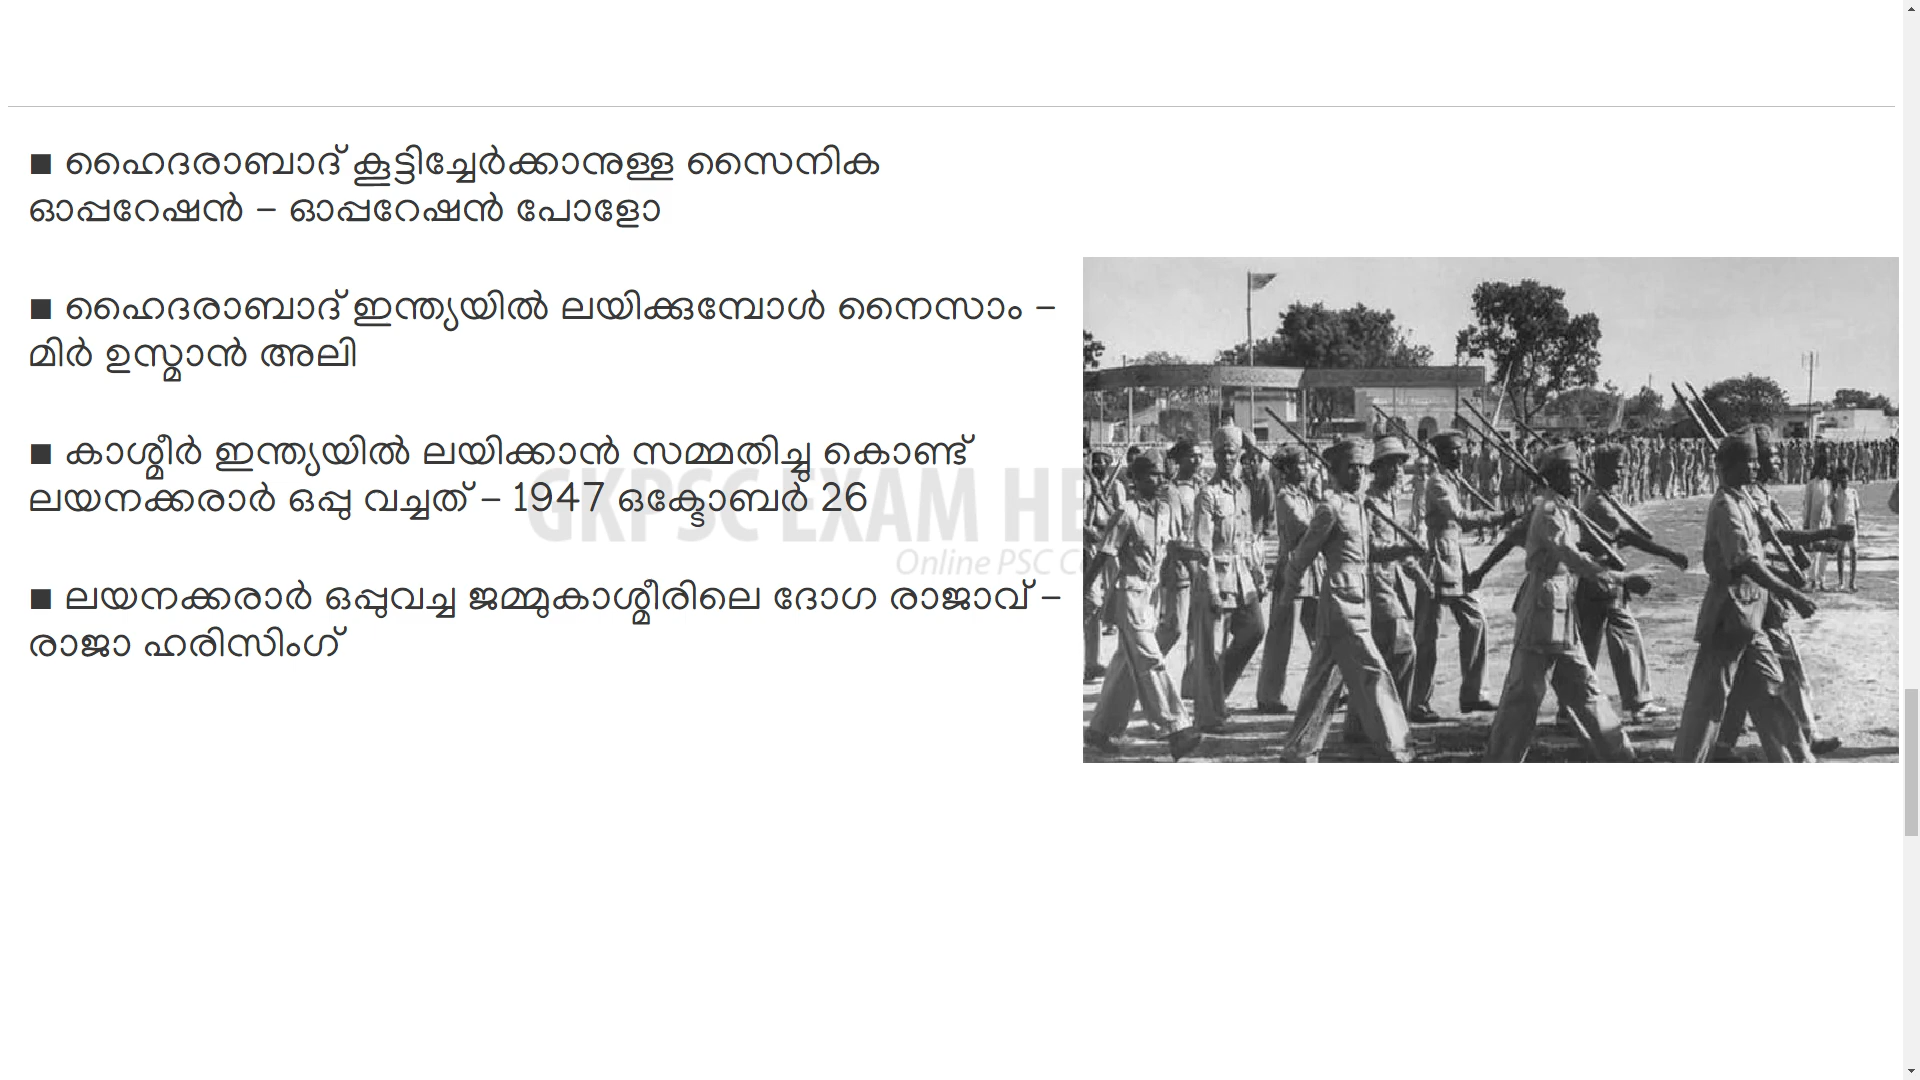 ■ ഹൈദരാബാദ് കൂട്ടിച്ചേർക്കാനുള്ള സൈനിക
ഓപ്പറേഷൻ – ഓപ്പറേഷൻ പോളോ
■ ഹൈദരാബാദ് ഇന്ത്യയിൽ ലയിക്കുമ്പോൾ നൈസാം –
മിർ ഉസ്മാൻ അലി
■ കാശ്മീർ ഇന്ത്യയിൽ ലയിക്കാൻ സമ്മതിച്ചു കൊണ്ട്
ലയനക്കരാർ ഒപ്പു വച്ചത് – 1947 ഒക്ടോബർ 26
GKPSC EXAM HE
Online PSC C
■ ലയനക്കരാർ ഒപ്പുവച്ച ജമ്മുകാശ്മീരിലെ ദോഗ രാജാവ് –
രാജാ ഹരിസിംഗ്